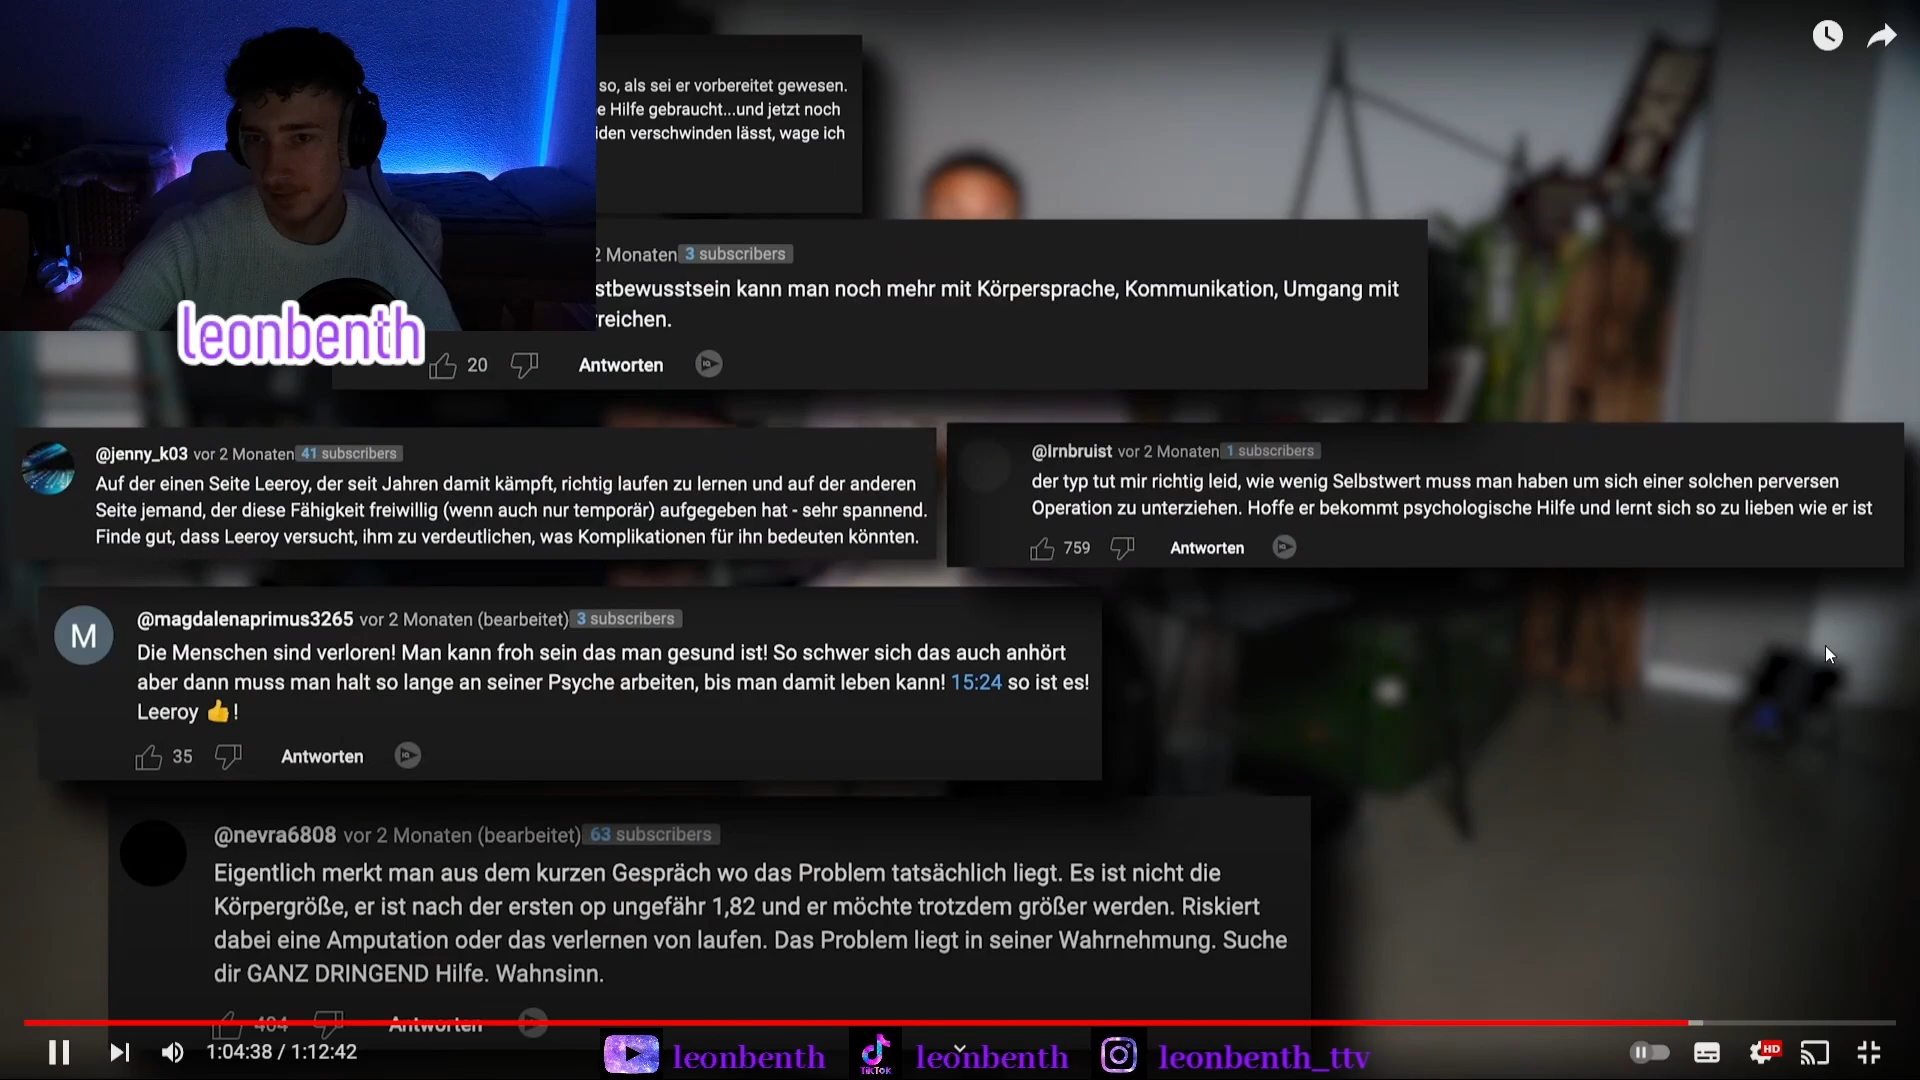 so, als sei er vorbereitet gewesen.
e Hilfe gebraucht...und jetzt noch
iden verschwinden lässt, wage ich
2 Monaten 3 subscribers
stbewusstsein kann man noch mehr mit Körpersprache, Kommunikation, Umgang mit
rreichen.
leonbenth
20 Antworten
@jenny_k03 vor 2 Monaten 41 subscribers
Auf der einen Seite Leeroy, der seit Jahren damit kämpft, richtig laufen zu lernen und auf der anderen
Seite jemand, der diese Fähigkeit freiwillig (wenn auch nur temporär) aufgegeben hat - sehr spannend.
Finde gut, dass Leeroy versucht, ihm zu verdeutlichen, was Komplikationen für ihn bedeuten könnten.
@lrnbruist vor 2 Monaten 1 subscribers
der typ tut mir richtig leid, wie wenig Selbstwert muss man haben um sich einer solchen perversen
Operation zu unterziehen. Hoffe er bekommt psychologische Hilfe und lernt sich so zu lieben wie er ist
759 Antworten
M
@magdalenaprimus3265 vor 2 Monaten (bearbeitet) 3 subscribers
Die Menschen sind verloren! Man kann froh sein das man gesund ist! So schwer sich das auch anhört
aber dann muss man halt so lange an seiner Psyche arbeiten, bis man damit leben kann! 15:24 so ist es!
Leeroy 👍!
35 Antworten
@nevra6808 vor 2 Monaten (bearbeitet) 63 subscribers
Eigentlich merkt man aus dem kurzen Gespräch wo das Problem tatsächlich liegt. Es ist nicht die
Körpergröße, er ist nach der ersten op ungefähr 1,82 und er möchte trotzdem größer werden. Riskiert
dabei eine Amputation oder das verlernen von laufen. Das Problem liegt in seiner Wahrnehmung. Suche
dir GANZ DRINGEND Hilfe. Wahnsinn.
Antworten
1:04:38 / 1:12:42
leonbenth
TikTok
leonbenth
leonbenth_ttv
HD